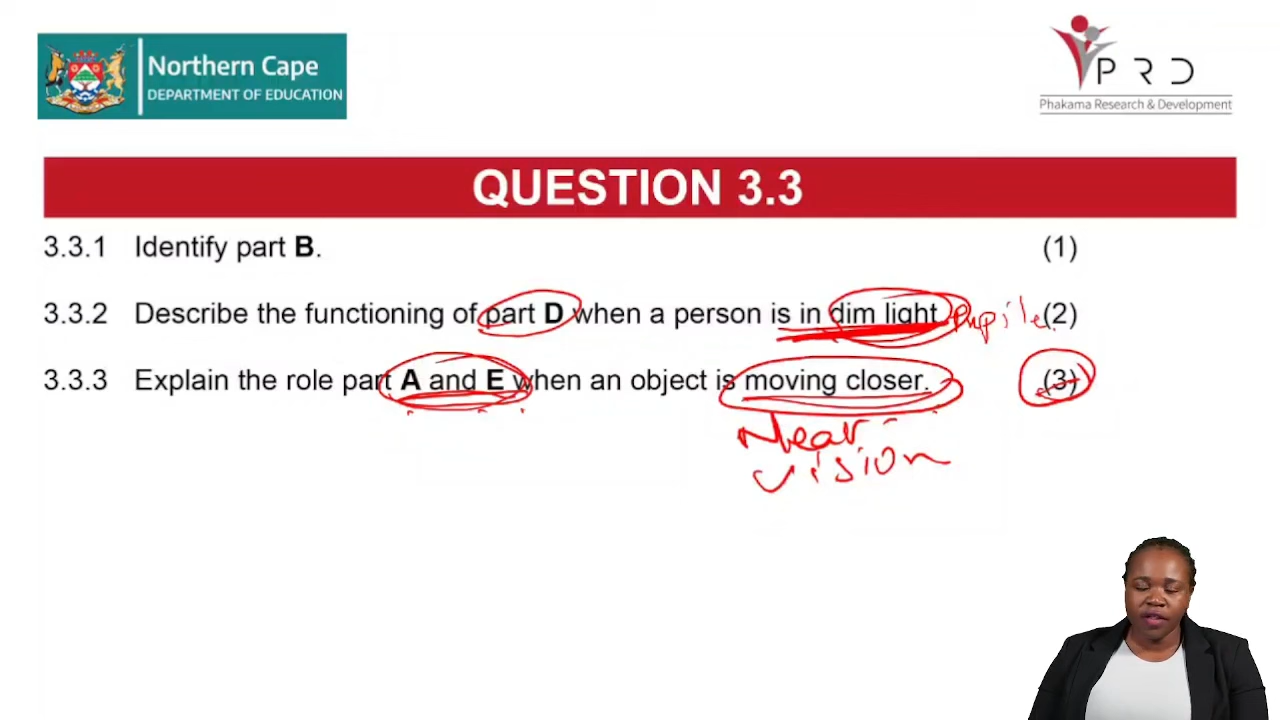 Northern Cape
DEPARTMENT OF EDUCATION
PRD
Phakama Research & Development
QUESTION 3.3
3.3.1 Identify part B. (1)
3.3.2 Describe the functioning of part D when a person is in dim light pupile. (2)
3.3.3 Explain the role part A and E when an object is moving closer. (3)
Near
vision